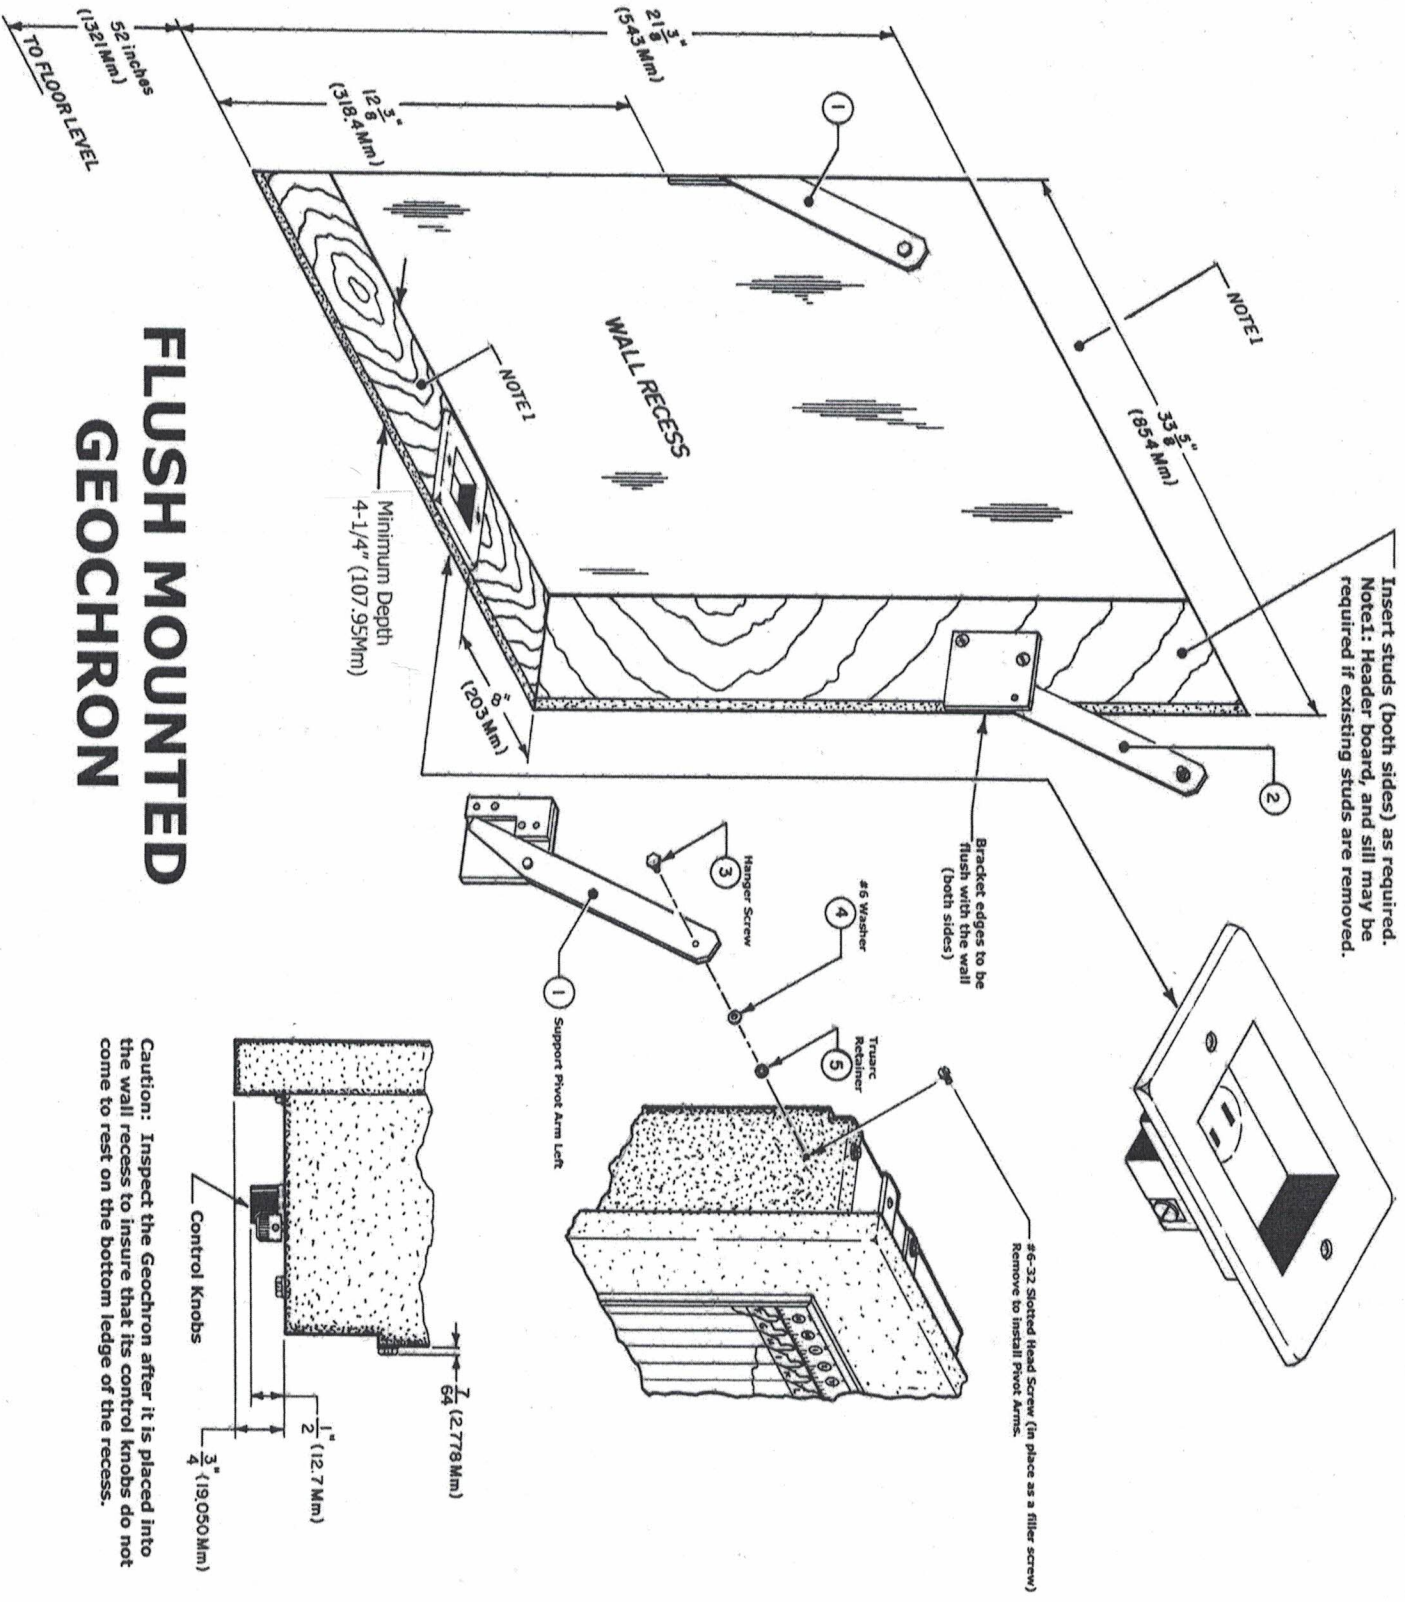 Insert studs (both sides) as required.
Note1: Header board, and sill may be
required if existing studs are removed.
NOTE 1
33 5/8"
(854 Mm)
21 3/8"
(543 Mm)
12 3/8"
(318.4 Mm)
52 inches
(1321 Mm)
TO FLOOR LEVEL
1
WALL RECESS
NOTE 1
2
Bracket edges to be
flush with the wall
(both sides)
Minimum Depth
4-1/4" (107.95Mm)
8"
(203 Mm)
#6-32 Slotted Head Screw (in place as a filler screw)
Remove to install Pivot Arms.
Hanger Screw
3
#6 Washer
4
Truarc
Retainer
5
1
Support Pivot Arm Left
7/64 (2.778 Mm)
1/2" (12.7 Mm)
3/4" (19.050 Mm)
Control Knobs
Caution: Inspect the Geochron after it is placed into
the wall recess to insure that its control knobs do not
come to rest on the bottom ledge of the recess.
FLUSH MOUNTED
GEOCHRON